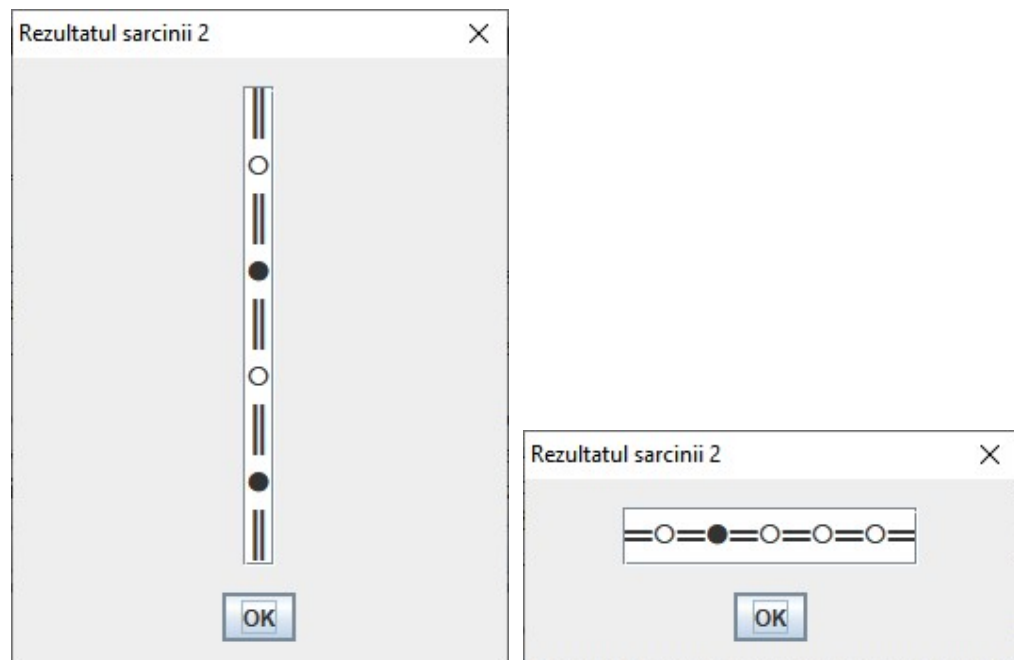 Rezultatul sarcinii 2
║
○
║
●
║
○
║
●
║
OK
Rezultatul sarcinii 2
═○═●═○═○═○═
OK